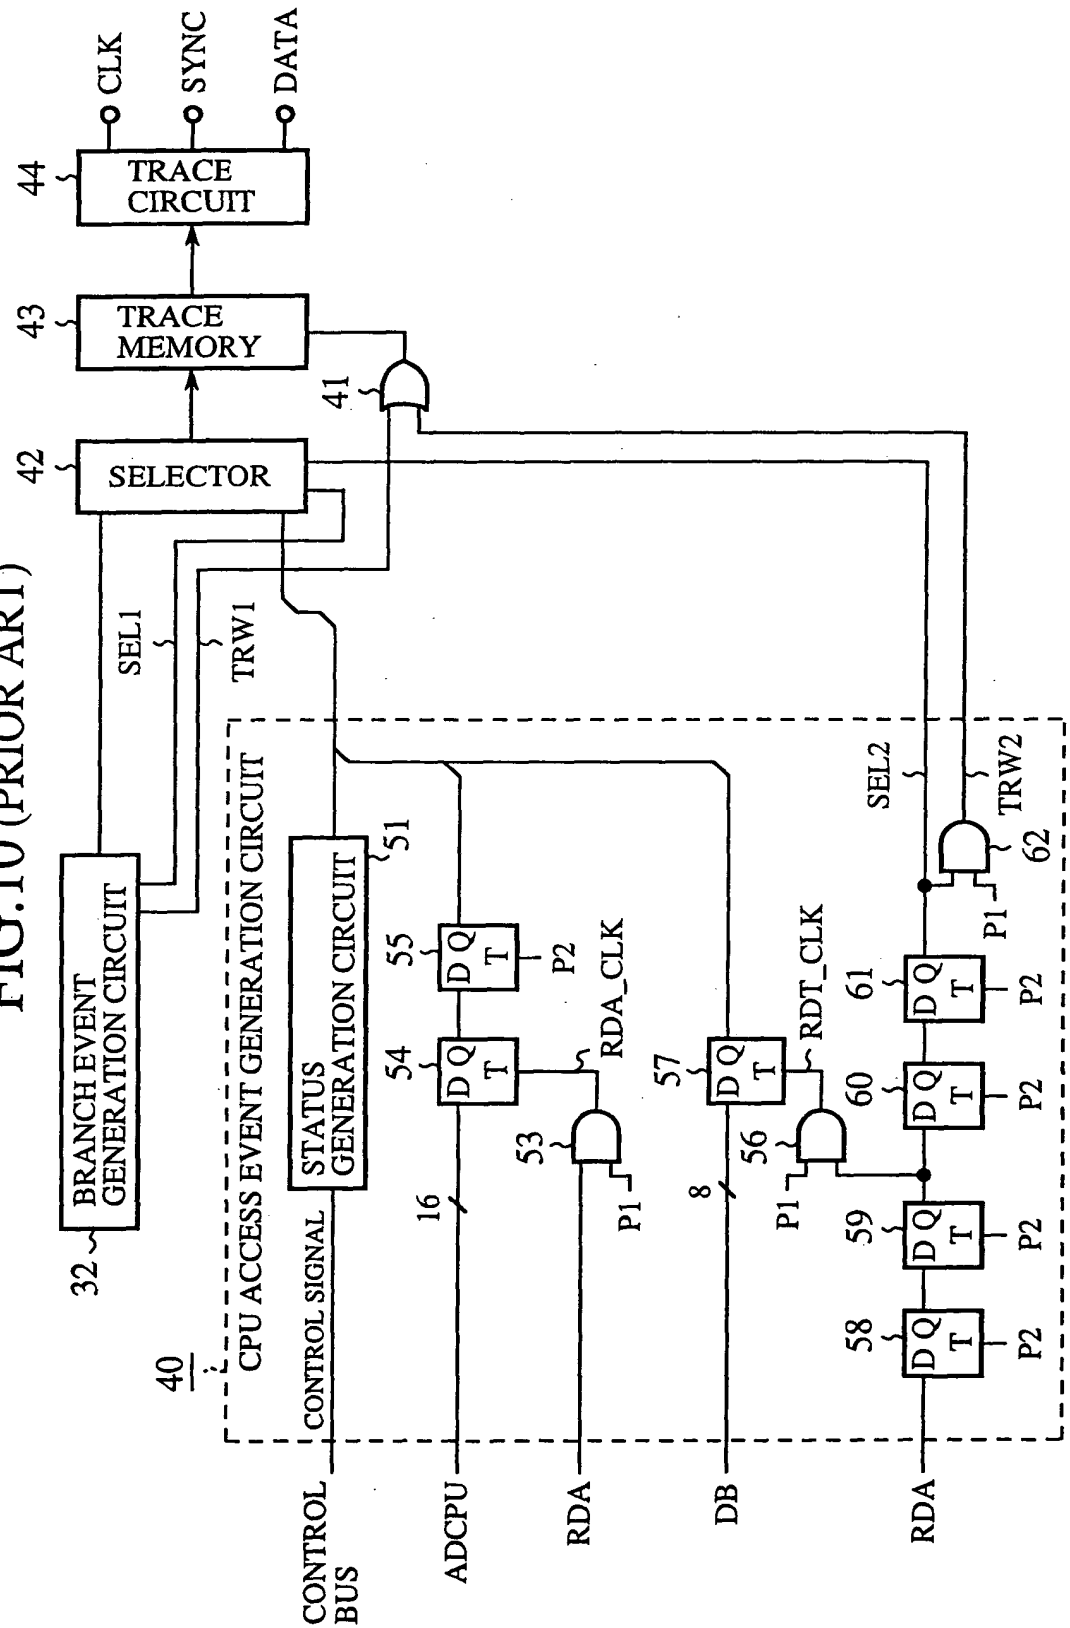 FIG.10 (PRIOR ART)
32
BRANCH EVENT
GENERATION CIRCUIT
SEL1
TRW1
42
SELECTOR
43
TRACE
MEMORY
44
TRACE
CIRCUIT
CLK
SYNC
DATA
41
40
CPU ACCESS EVENT GENERATION CIRCUIT
CONTROL
BUS
CONTROL SIGNAL
STATUS
GENERATION CIRCUIT
51
ADCPU
16
54
D Q
T
55
D Q
T
P2
RDA
53
P1
RDA_CLK
DB
8
57
D Q
T
56
P1
RDT_CLK
RDA
58
D Q
T
P2
59
D Q
T
P2
60
D Q
T
P2
61
D Q
T
P2
P1
62
SEL2
TRW2